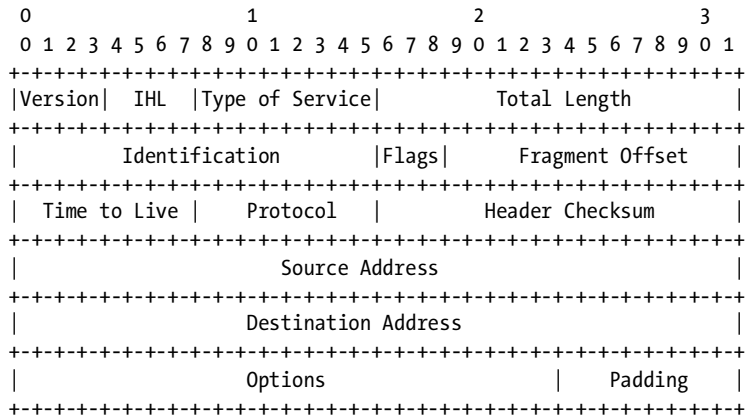 0                   1                   2                   3
 0 1 2 3 4 5 6 7 8 9 0 1 2 3 4 5 6 7 8 9 0 1 2 3 4 5 6 7 8 9 0 1
+-+-+-+-+-+-+-+-+-+-+-+-+-+-+-+-+-+-+-+-+-+-+-+-+-+-+-+-+-+-+-+-+
|Version|  IHL  |Type of Service|          Total Length         |
+-+-+-+-+-+-+-+-+-+-+-+-+-+-+-+-+-+-+-+-+-+-+-+-+-+-+-+-+-+-+-+-+
|         Identification        |Flags|      Fragment Offset    |
+-+-+-+-+-+-+-+-+-+-+-+-+-+-+-+-+-+-+-+-+-+-+-+-+-+-+-+-+-+-+-+-+
|  Time to Live |    Protocol   |         Header Checksum       |
+-+-+-+-+-+-+-+-+-+-+-+-+-+-+-+-+-+-+-+-+-+-+-+-+-+-+-+-+-+-+-+-+
|                       Source Address                          |
+-+-+-+-+-+-+-+-+-+-+-+-+-+-+-+-+-+-+-+-+-+-+-+-+-+-+-+-+-+-+-+-+
|                    Destination Address                        |
+-+-+-+-+-+-+-+-+-+-+-+-+-+-+-+-+-+-+-+-+-+-+-+-+-+-+-+-+-+-+-+-+
|                    Options                    |    Padding    |
+-+-+-+-+-+-+-+-+-+-+-+-+-+-+-+-+-+-+-+-+-+-+-+-+-+-+-+-+-+-+-+-+